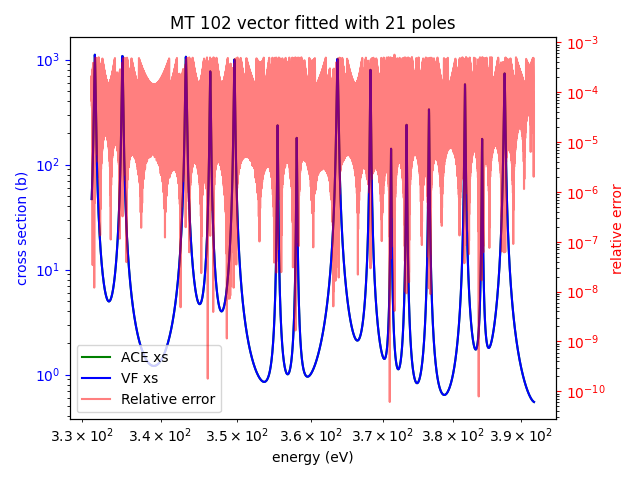 MT 102 vector fitted with 21 poles
cross section (b)
10³
10²
10¹
10⁰
10⁻³
10⁻⁴
10⁻⁵
10⁻⁶
10⁻⁷
10⁻⁸
10⁻⁹
10⁻¹⁰
relative error
ACE xs
VF xs
Relative error
3.3 × 10² 3.4 × 10² 3.5 × 10² 3.6 × 10² 3.7 × 10² 3.8 × 10² 3.9 × 10²
energy (eV)